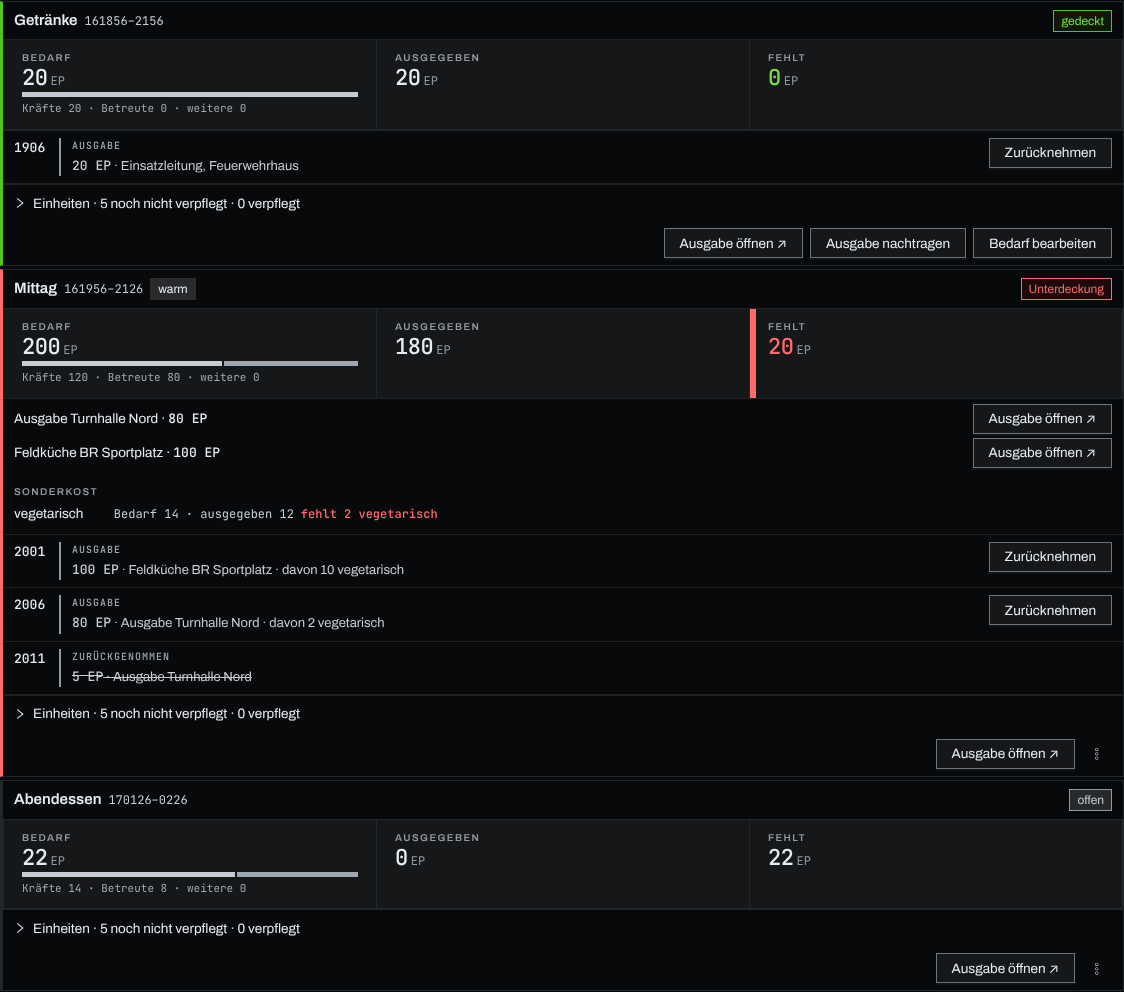 Getränke 161856–2156 gedeckt
BEDARF AUSGEGEBEN FEHLT
20 EP 20 EP 0 EP
Kräfte 20 · Betreute 0 · weitere 0
1906 AUSGABE
20 EP · Einsatzleitung, Feuerwehrhaus Zurücknehmen
Einheiten · 5 noch nicht verpflegt · 0 verpflegt
Ausgabe öffnen ↗ Ausgabe nachtragen Bedarf bearbeiten
Mittag 161956–2126 warm Unterdeckung
BEDARF AUSGEGEBEN FEHLT
200 EP 180 EP 20 EP
Kräfte 120 · Betreute 80 · weitere 0
Ausgabe Turnhalle Nord · 80 EP Ausgabe öffnen ↗
Feldküche BR Sportplatz · 100 EP Ausgabe öffnen ↗
SONDERKOST
vegetarisch Bedarf 14 · ausgegeben 12 fehlt 2 vegetarisch
2001 AUSGABE
100 EP · Feldküche BR Sportplatz · davon 10 vegetarisch Zurücknehmen
2006 AUSGABE
80 EP · Ausgabe Turnhalle Nord · davon 2 vegetarisch Zurücknehmen
2011 ZURÜCKGENOMMEN
5 EP · Ausgabe Turnhalle Nord
Einheiten · 5 noch nicht verpflegt · 0 verpflegt
Ausgabe öffnen ↗
Abendessen 170126–0226 offen
BEDARF AUSGEGEBEN FEHLT
22 EP 0 EP 22 EP
Kräfte 14 · Betreute 8 · weitere 0
Einheiten · 5 noch nicht verpflegt · 0 verpflegt
Ausgabe öffnen ↗